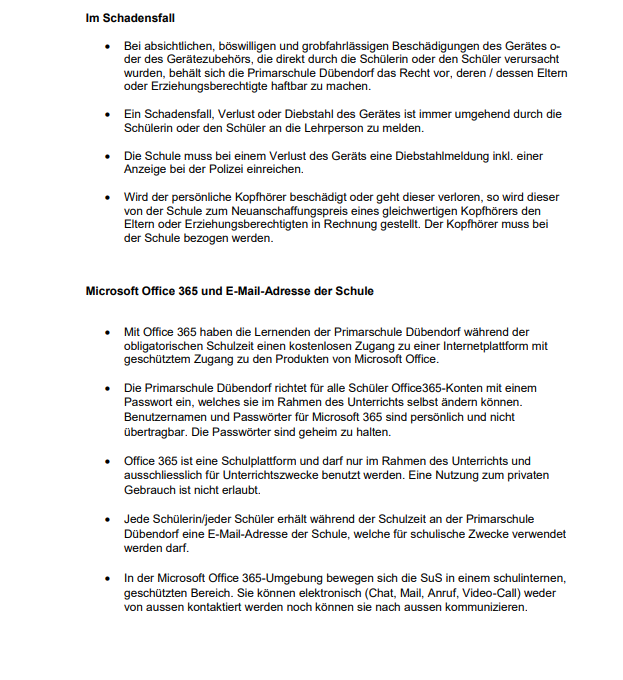 Im Schadensfall
• Bei absichtlichen, böswilligen und grobfahrlässigen Beschädigungen des Gerätes o-
der des Gerätezubehörs, die direkt durch die Schülerin oder den Schüler verursacht
wurden, behält sich die Primarschule Dübendorf das Recht vor, deren / dessen Eltern
oder Erziehungsberechtigte haftbar zu machen.
• Ein Schadensfall, Verlust oder Diebstahl des Gerätes ist immer umgehend durch die
Schülerin oder den Schüler an die Lehrperson zu melden.
• Die Schule muss bei einem Verlust des Geräts eine Diebstahlmeldung inkl. einer
Anzeige bei der Polizei einreichen.
• Wird der persönliche Kopfhörer beschädigt oder geht dieser verloren, so wird dieser
von der Schule zum Neuanschaffungspreis eines gleichwertigen Kopfhörers den
Eltern oder Erziehungsberechtigten in Rechnung gestellt. Der Kopfhörer muss bei
der Schule bezogen werden.
Microsoft Office 365 und E-Mail-Adresse der Schule
• Mit Office 365 haben die Lernenden der Primarschule Dübendorf während der
obligatorischen Schulzeit einen kostenlosen Zugang zu einer Internetplattform mit
geschütztem Zugang zu den Produkten von Microsoft Office.
• Die Primarschule Dübendorf richtet für alle Schüler Office365-Konten mit einem
Passwort ein, welches sie im Rahmen des Unterrichts selbst ändern können.
Benutzernamen und Passwörter für Microsoft 365 sind persönlich und nicht
übertragbar. Die Passwörter sind geheim zu halten.
• Office 365 ist eine Schulplattform und darf nur im Rahmen des Unterrichts und
ausschliesslich für Unterrichtszwecke benutzt werden. Eine Nutzung zum privaten
Gebrauch ist nicht erlaubt.
• Jede Schülerin/jeder Schüler erhält während der Schulzeit an der Primarschule
Dübendorf eine E-Mail-Adresse der Schule, welche für schulische Zwecke verwendet
werden darf.
• In der Microsoft Office 365-Umgebung bewegen sich die SuS in einem schulinternen,
geschützten Bereich. Sie können elektronisch (Chat, Mail, Anruf, Video-Call) weder
von aussen kontaktiert werden noch können sie nach aussen kommunizieren.